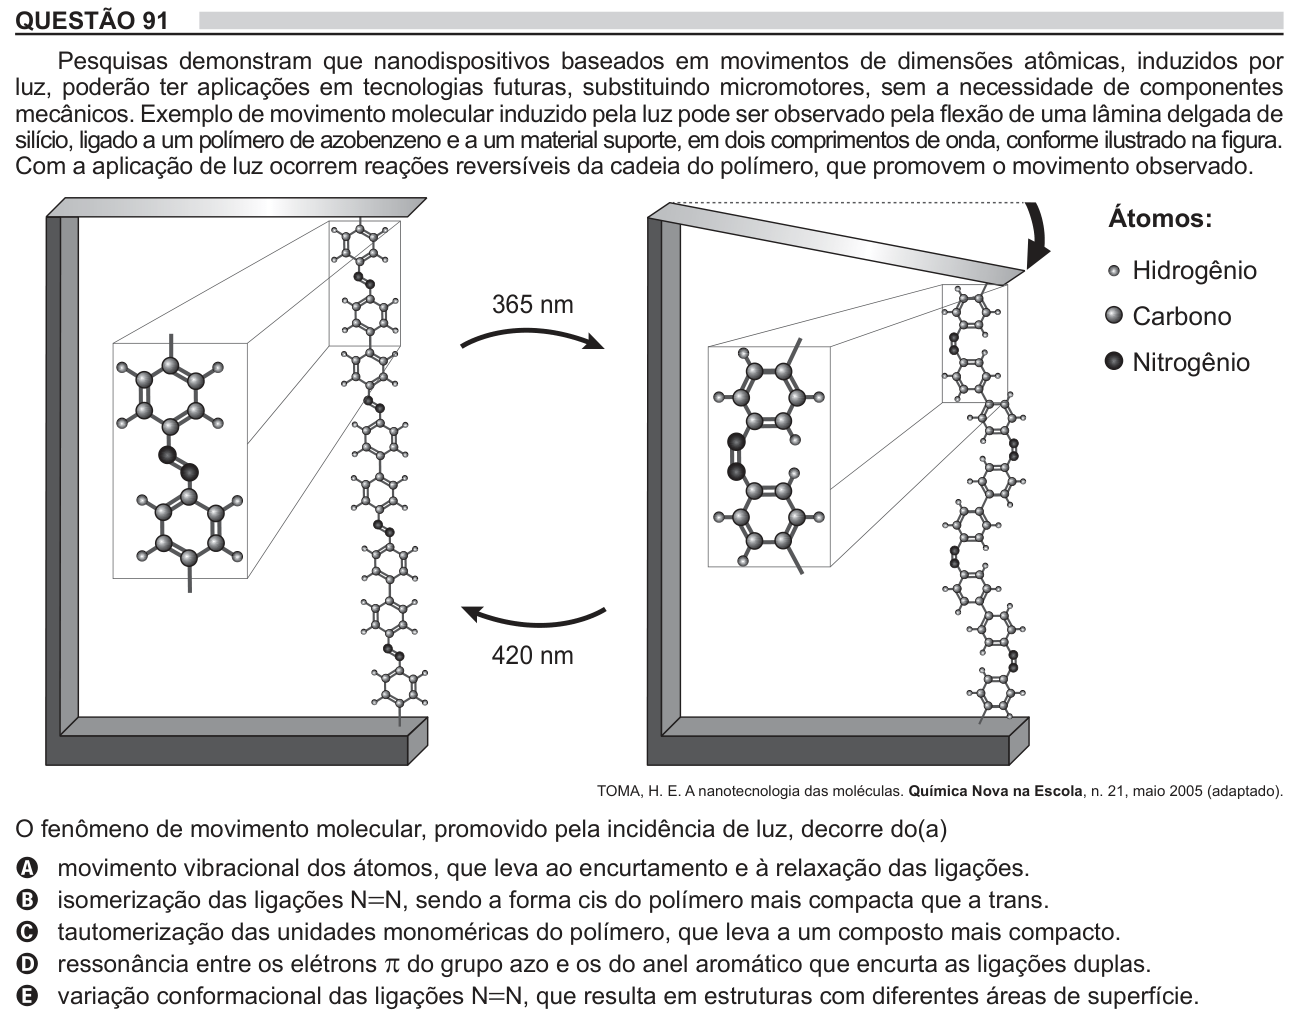 QUESTÃO 91
Pesquisas demonstram que nanodispositivos baseados em movimentos de dimensões atômicas, induzidos por
luz, poderão ter aplicações em tecnologias futuras, substituindo micromotores, sem a necessidade de componentes
mecânicos. Exemplo de movimento molecular induzido pela luz pode ser observado pela flexão de uma lâmina delgada de
silício, ligado a um polímero de azobenzeno e a um material suporte, em dois comprimentos de onda, conforme ilustrado na figura.
Com a aplicação de luz ocorrem reações reversíveis da cadeia do polímero, que promovem o movimento observado.
365 nm
420 nm
Átomos:
Hidrogênio
Carbono
Nitrogênio
TOMA, H. E. A nanotecnologia das moléculas. Química Nova na Escola, n. 21, maio 2005 (adaptado).
O fenômeno de movimento molecular, promovido pela incidência de luz, decorre do(a)
A movimento vibracional dos átomos, que leva ao encurtamento e à relaxação das ligações.
B isomerização das ligações N=N, sendo a forma cis do polímero mais compacta que a trans.
C tautomerização das unidades monoméricas do polímero, que leva a um composto mais compacto.
D ressonância entre os elétrons π do grupo azo e os do anel aromático que encurta as ligações duplas.
E variação conformacional das ligações N=N, que resulta em estruturas com diferentes áreas de superfície.